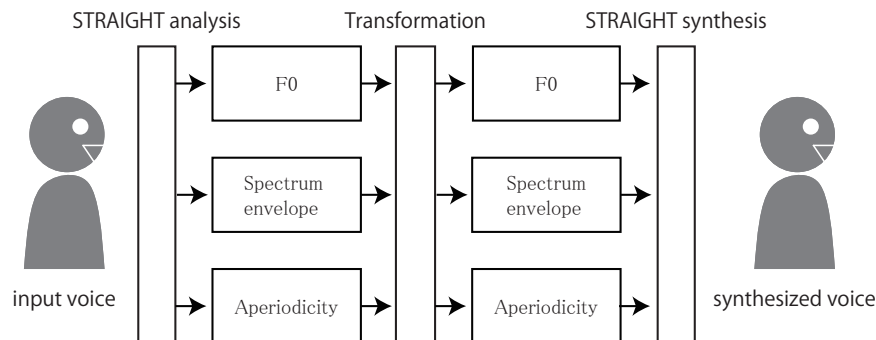 STRAIGHT analysis
Transformation
STRAIGHT synthesis
F0
F0
Spectrum
envelope
Spectrum
envelope
Aperiodicity
Aperiodicity
input voice
synthesized voice